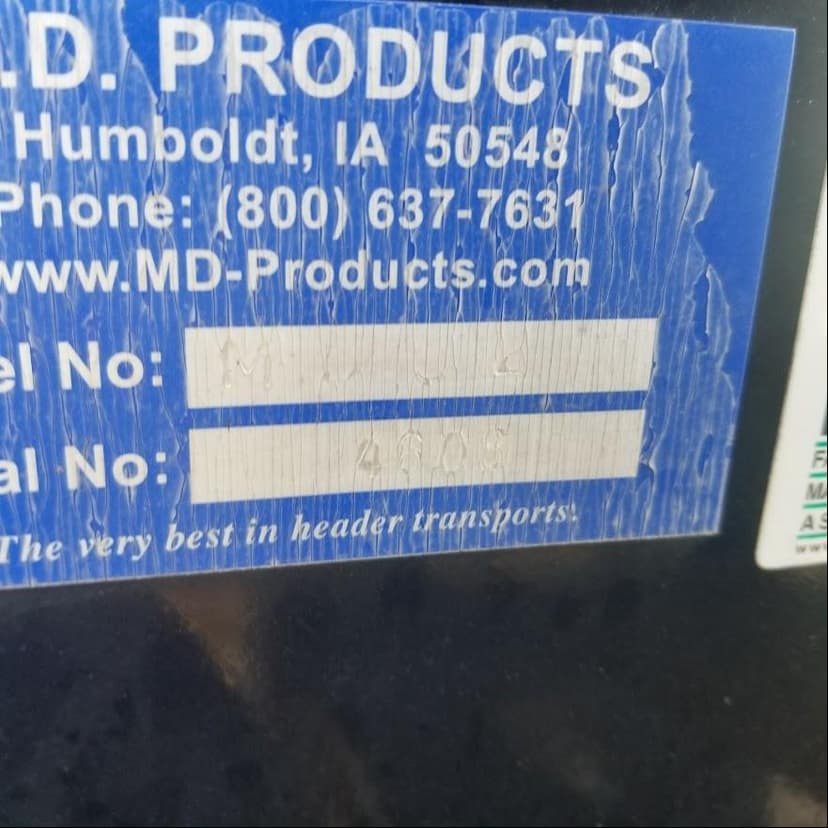 .D. PRODUCTS
Humboldt, IA 50548
Phone: (800) 637-7631
www.MD-Products.com
el No:
al No:
The very best in header transports!